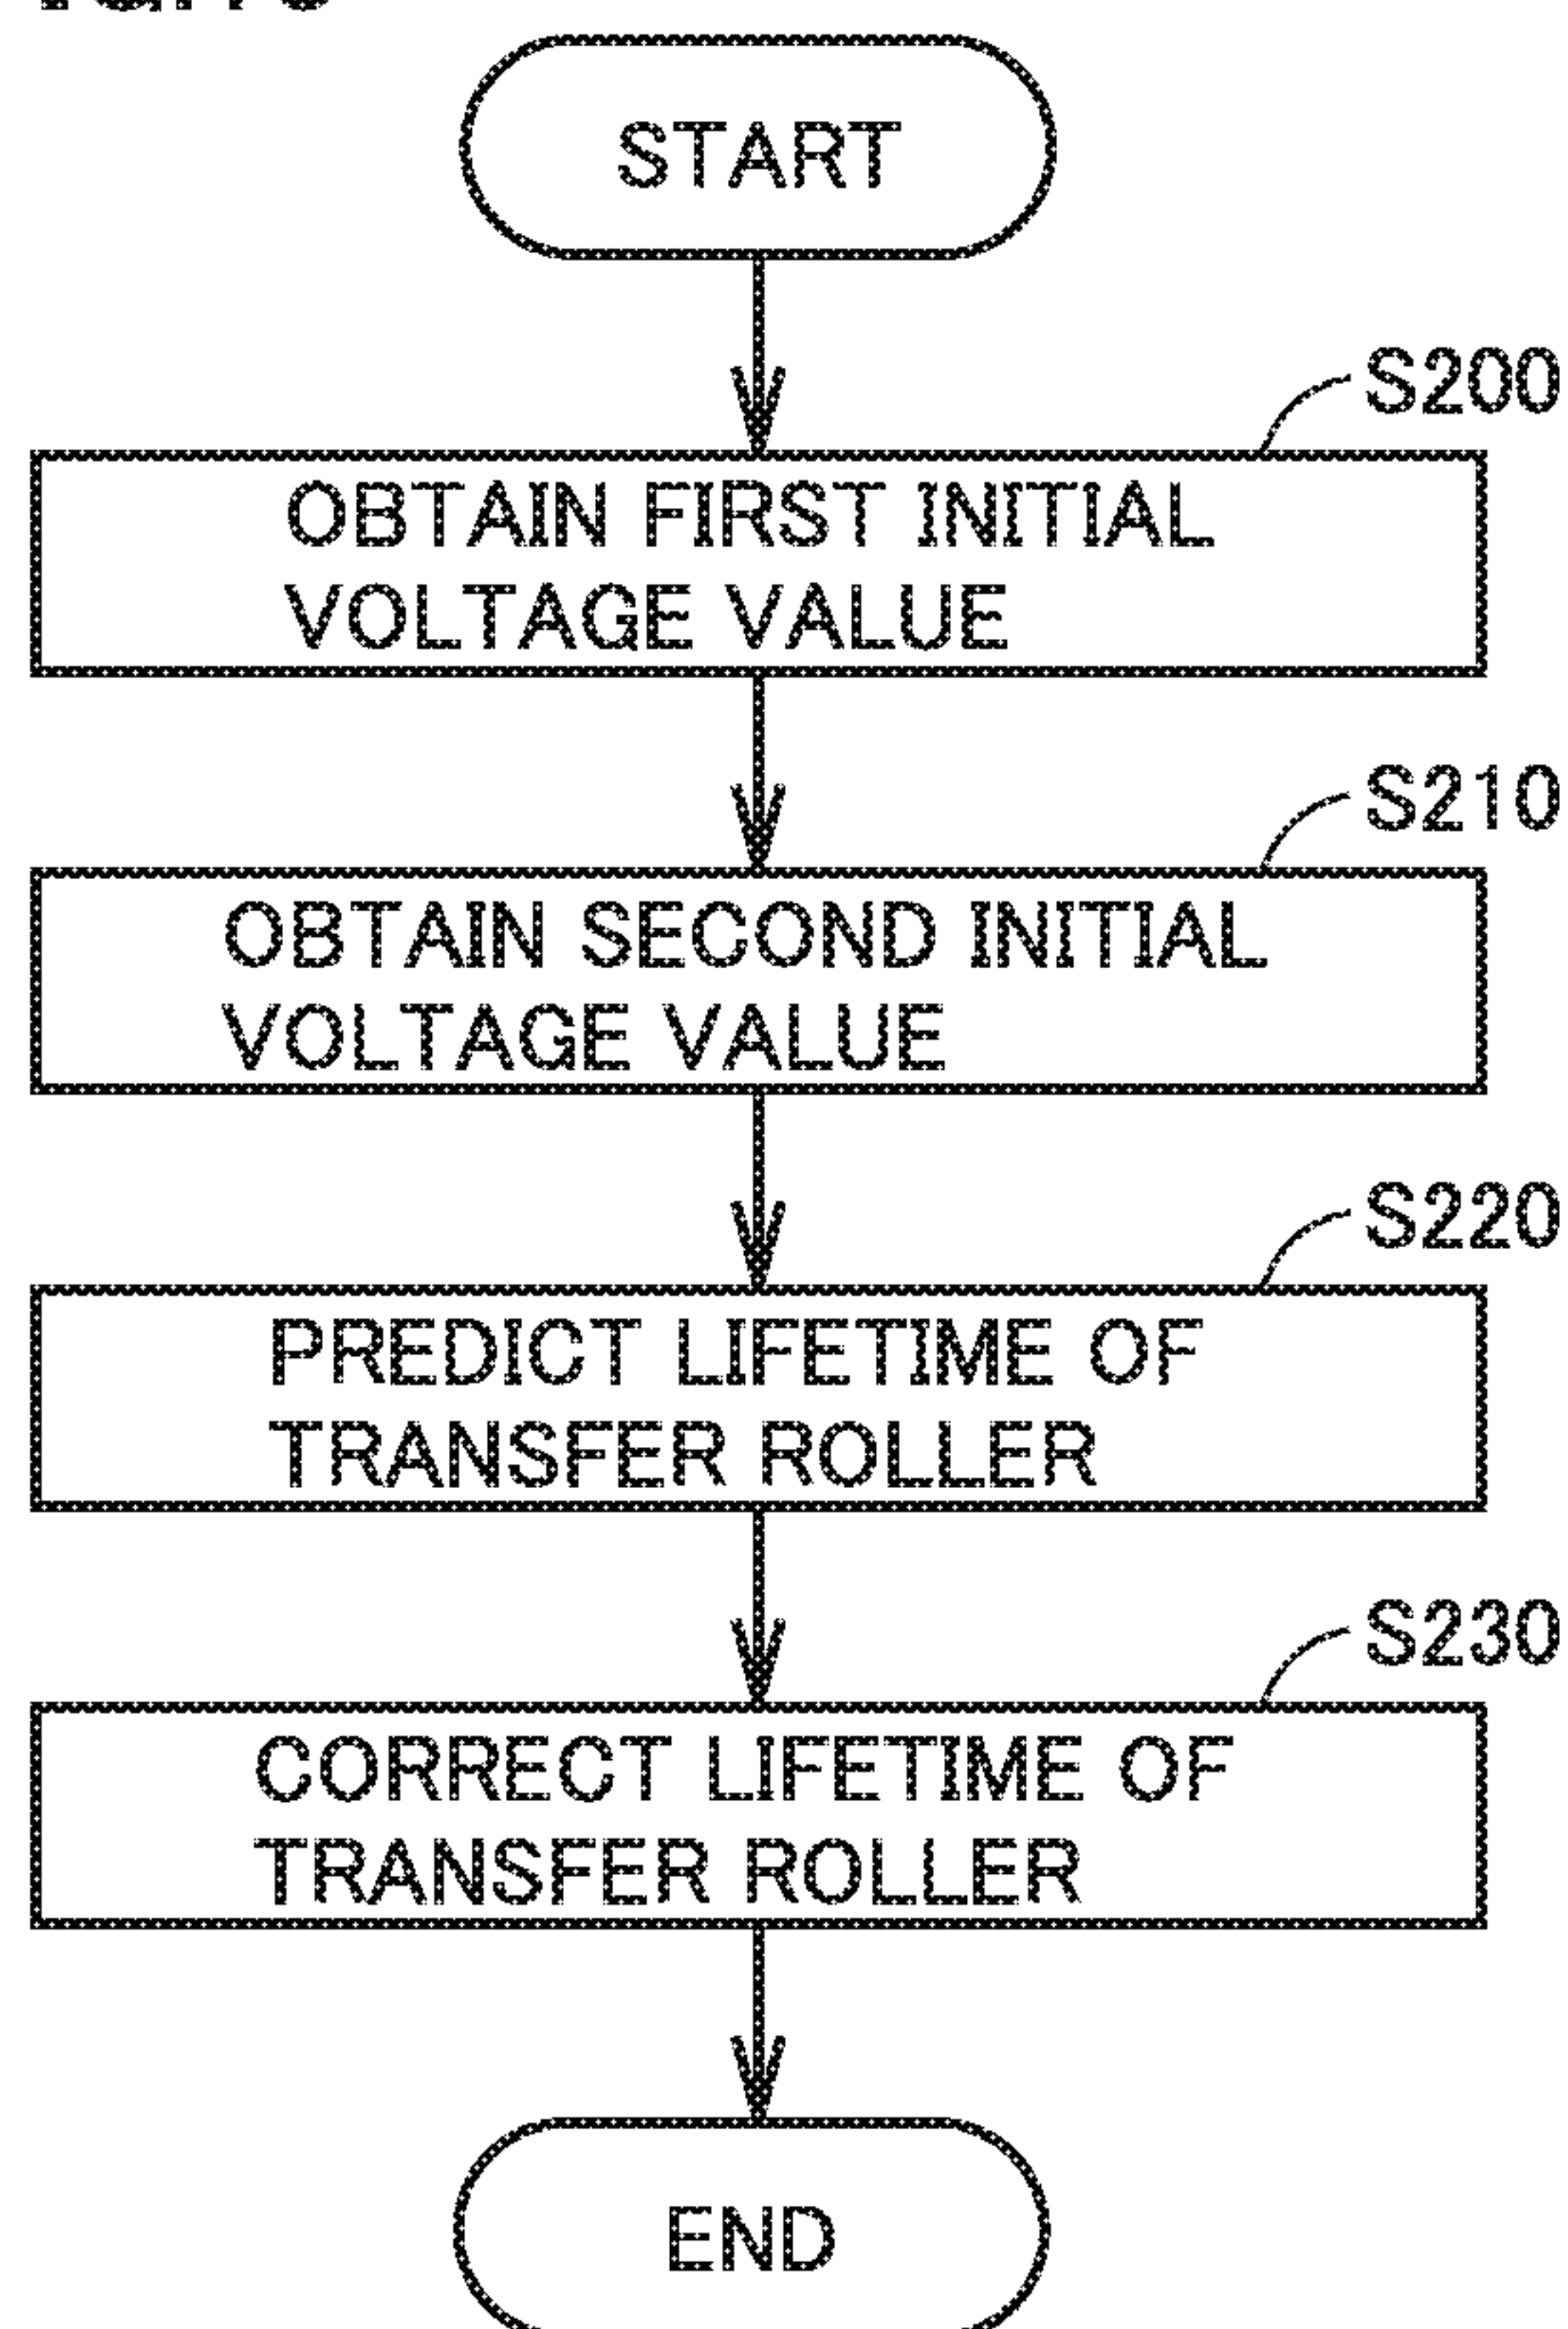 START
S200
OBTAIN FIRST INITIAL
VOLTAGE VALUE
S210
OBTAIN SECOND INITIAL
VOLTAGE VALUE
S220
PREDICT LIFETIME OF
TRANSFER ROLLER
S230
CORRECT LIFETIME OF
TRANSFER ROLLER
END